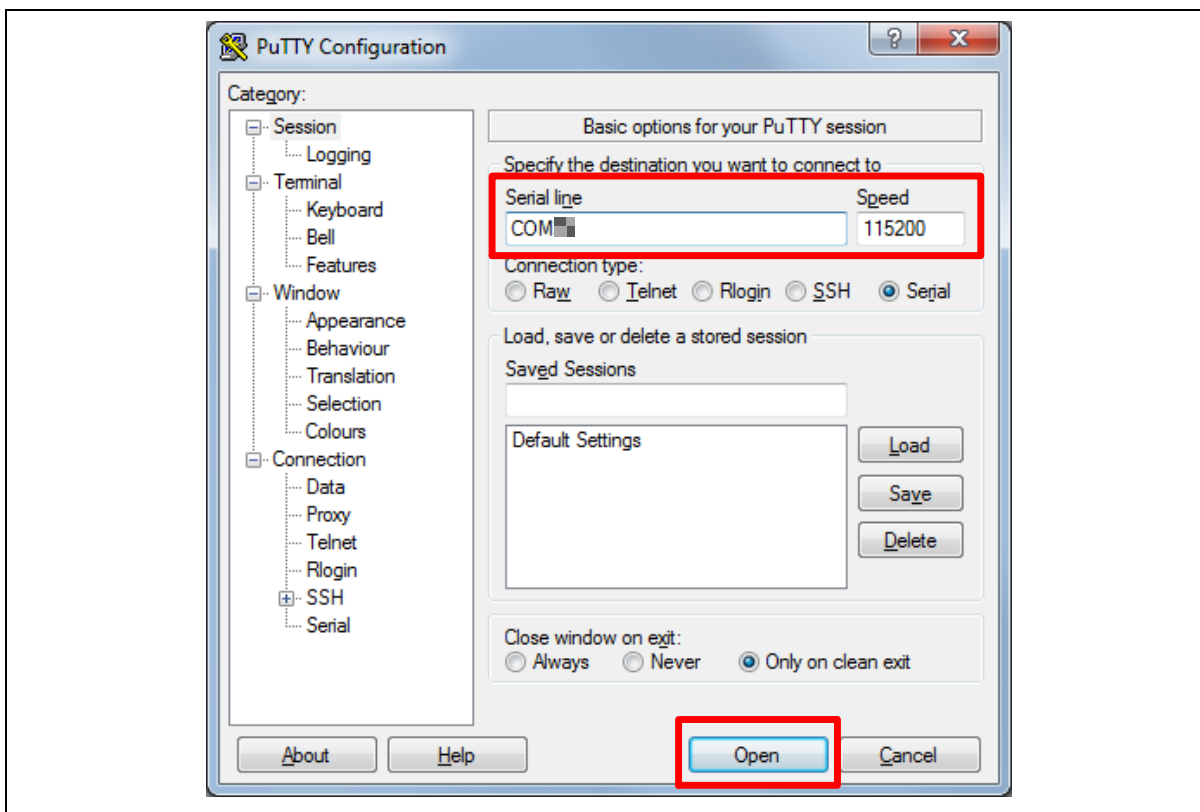 PuTTY Configuration
?
X
Category:
Session
Logging
Terminal
Keyboard
Bell
Features
Window
Appearance
Behaviour
Translation
Selection
Colours
Connection
Data
Proxy
Telnet
Rlogin
SSH
Serial
Basic options for your PuTTY session
Specify the destination you want to connect to
Serial line Speed
COM 115200
Connection type:
Raw Telnet Rlogin SSH Serial
Load, save or delete a stored session
Saved Sessions
Default Settings
Load
Save
Delete
Close window on exit:
Always Never Only on clean exit
About Help Open Cancel